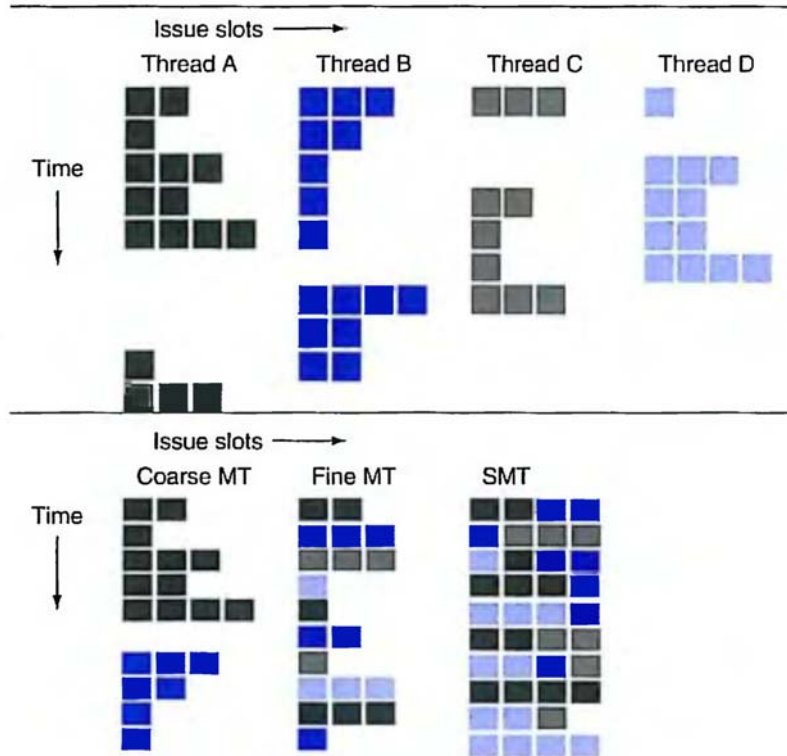 Issue slots
Thread A Thread B Thread C Thread D
Time
Issue slots
Coarse MT Fine MT SMT
Time